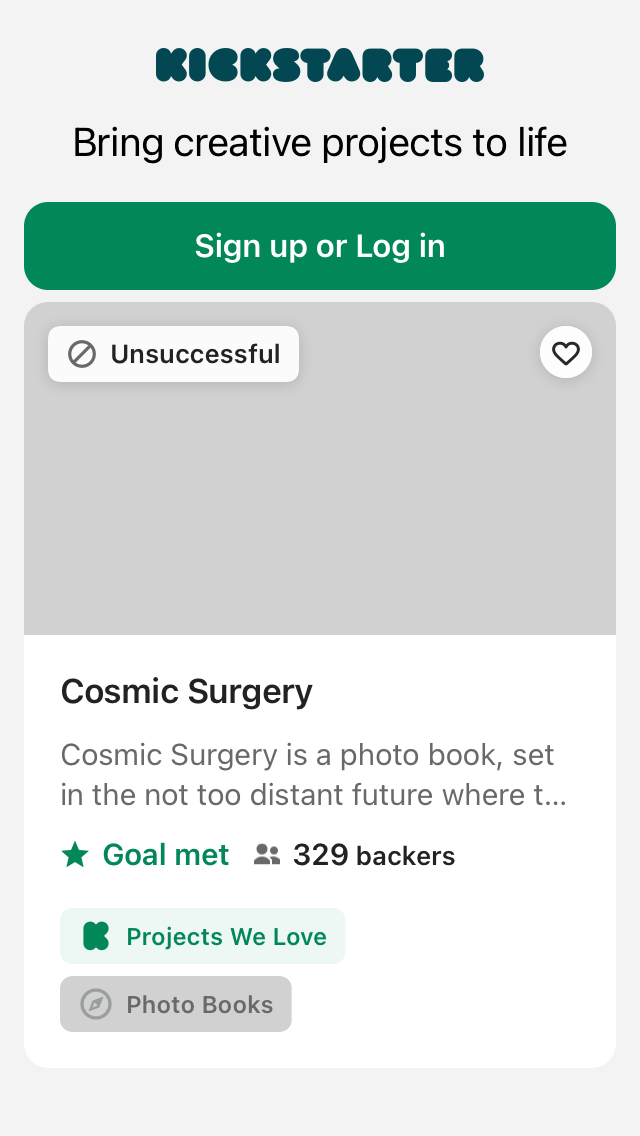 KICKSTARTER
Bring creative projects to life
Sign up or Log in
Unsuccessful
Cosmic Surgery
Cosmic Surgery is a photo book, set
in the not too distant future where t...
Goal met 329 backers
Projects We Love
Photo Books